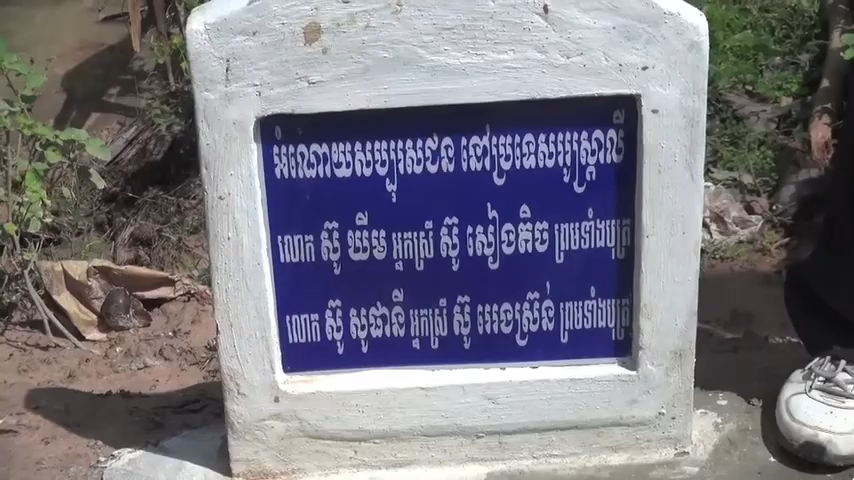 អំណោយសប្បុរសជន នៅប្រទេសអូស្ត្រាលី
លោក ស៊ូ ឃីម អ្នកស្រី ស៊ូ សៀងតិច ព្រមទាំងបុត្រ
លោក ស៊ូ សុផានី អ្នកស្រី ស៊ូ អេងស្រ៊ន់ ព្រមទាំងបុត្រ